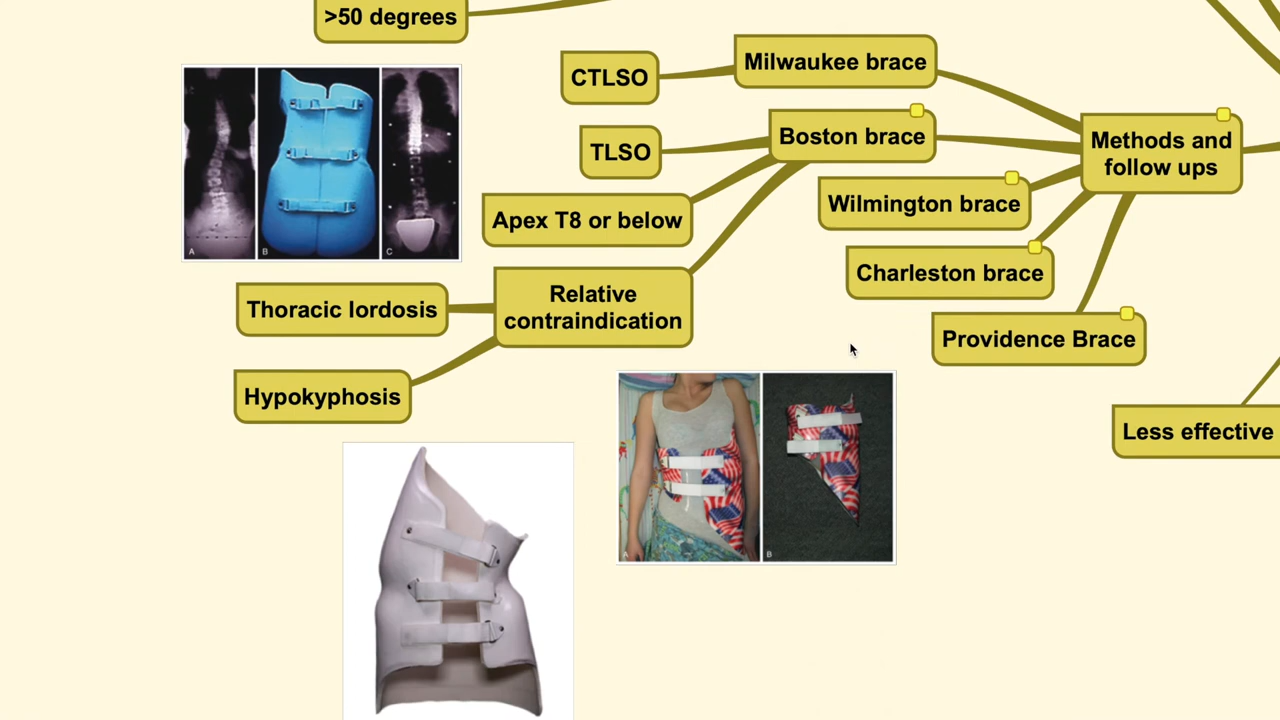 >50 degrees
CTLSO
Milwaukee brace
TLSO
Boston brace
Methods and
follow ups
Apex T8 or below
Wilmington brace
Charleston brace
Relative
contraindication
Thoracic lordosis
Providence Brace
Hypokyphosis
Less effective
A
B
C
A
B